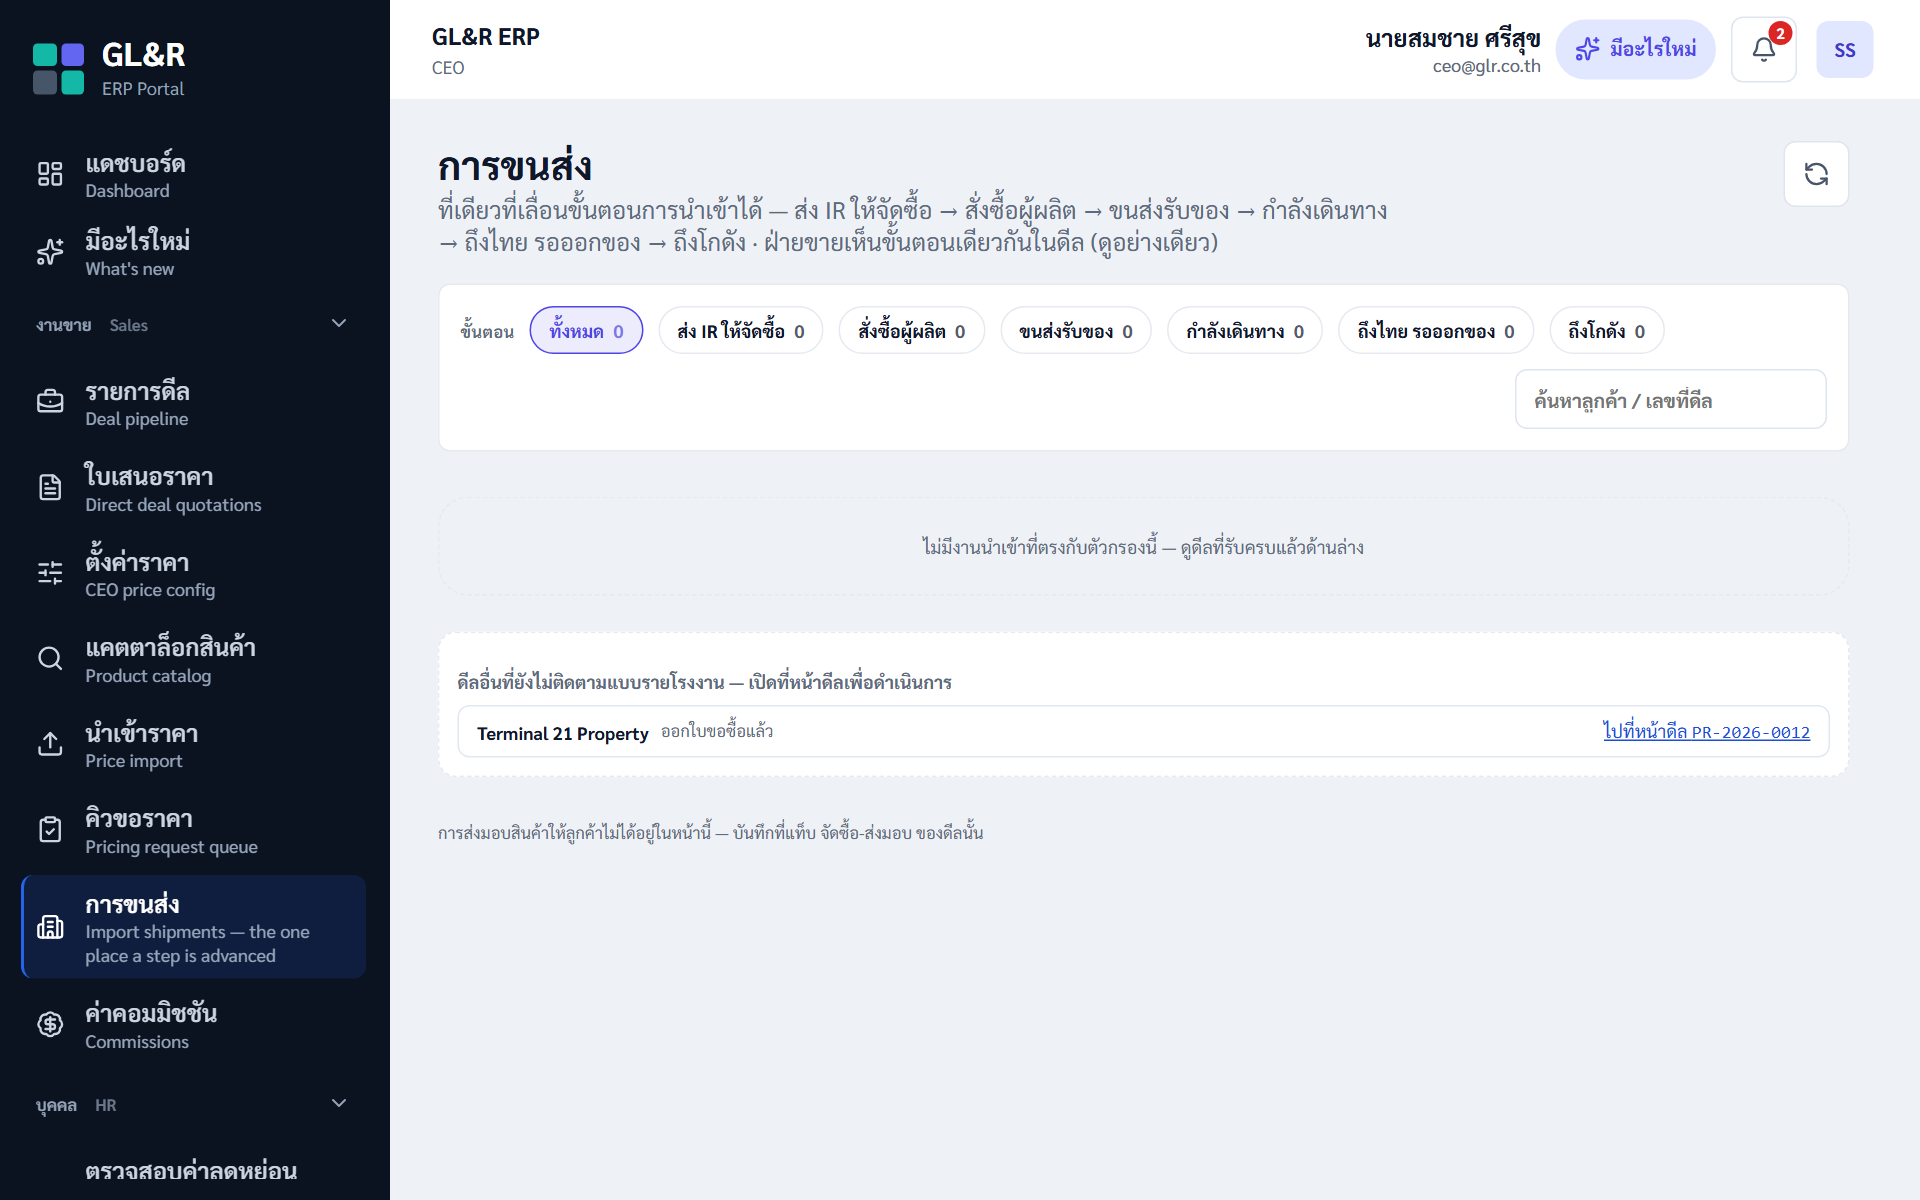 GL&R
ERP Portal
แดชบอร์ด
Dashboard
มีอะไรใหม่
What's new
งานขาย Sales
รายการดีล
Deal pipeline
ใบเสนอราคา
Direct deal quotations
ตั้งค่าราคา
CEO price config
แคตตาล็อกสินค้า
Product catalog
นำเข้าราคา
Price import
คิวขอราคา
Pricing request queue
การขนส่ง
Import shipments — the one
place a step is advanced
ค่าคอมมิชชัน
Commissions
บุคคล HR
ตรวจสอบค่าลดหย่อน
GL&R ERP
CEO
นายสมชาย ศรีสุข
ceo@glr.co.th
มีอะไรใหม่
2
SS
การขนส่ง
ที่เดียวที่เลื่อนขั้นตอนการนำเข้าได้ — ส่ง IR ให้จัดซื้อ → สั่งซื้อผู้ผลิต → ขนส่งรับของ → กำลังเดินทาง
→ ถึงไทย รอออกของ → ถึงโกดัง · ฝ่ายขายเห็นขั้นตอนเดียวกันในดีล (ดูอย่างเดียว)
ขั้นตอน ทั้งหมด 0 ส่ง IR ให้จัดซื้อ 0 สั่งซื้อผู้ผลิต 0 ขนส่งรับของ 0 กำลังเดินทาง 0 ถึงไทย รอออกของ 0 ถึงโกดัง 0
ค้นหาลูกค้า / เลขที่ดีล
ไม่มีงานนำเข้าที่ตรงกับตัวกรองนี้ — ดูดีลที่รับครบแล้วด้านล่าง
ดีลอื่นที่ยังไม่ติดตามแบบรายโรงงาน — เปิดที่หน้าดีลเพื่อดำเนินการ
Terminal 21 Property ออกใบขอซื้อแล้ว ไปที่หน้าดีล PR-2026-0012
การส่งมอบสินค้าให้ลูกค้าไม่ได้อยู่ในหน้านี้ — บันทึกที่แท็บ จัดซื้อ-ส่งมอบ ของดีลนั้น